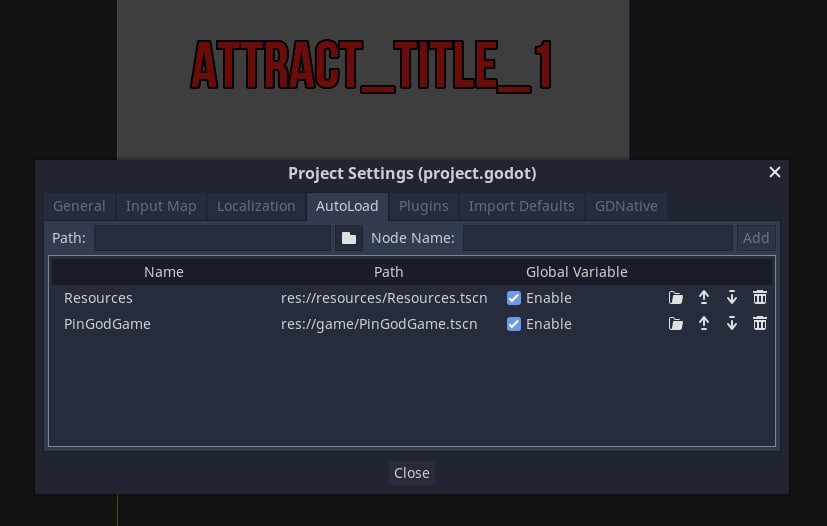 ATTRACT_TITLE_1
Project Settings (project.godot)
General Input Map Localization AutoLoad Plugins Import Defaults GDNative
Path: Node Name: Add
Name Path Global Variable
Resources res://resources/Resources.tscn Enable
PinGodGame res://game/PinGodGame.tscn Enable
Close